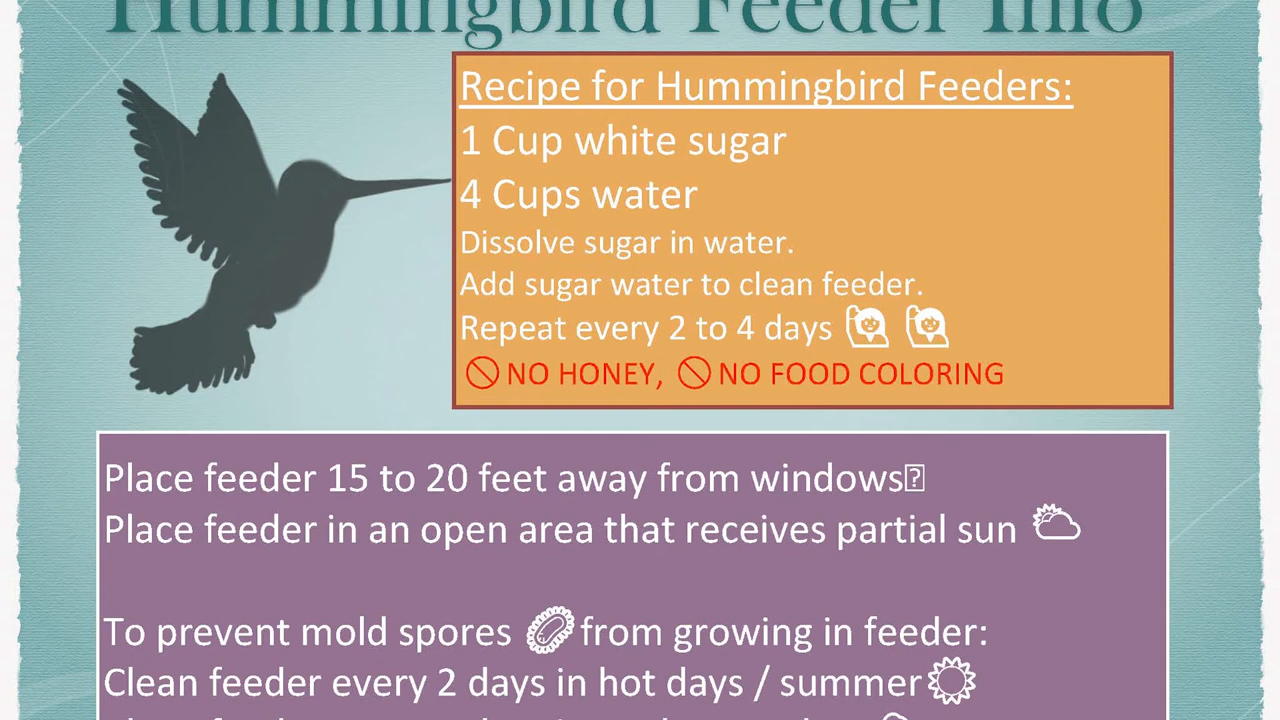 Hummingbird Feeder Info
Recipe for Hummingbird Feeders:
1 Cup white sugar
4 Cups water
Dissolve sugar in water.
Add sugar water to clean feeder.
Repeat every 2 to 4 days
🚫 NO HONEY, 🚫 NO FOOD COLORING
Place feeder 15 to 20 feet away from windows
Place feeder in an open area that receives partial sun
To prevent mold spores from growing in feeder:
Clean feeder every 2 days in hot days / summer